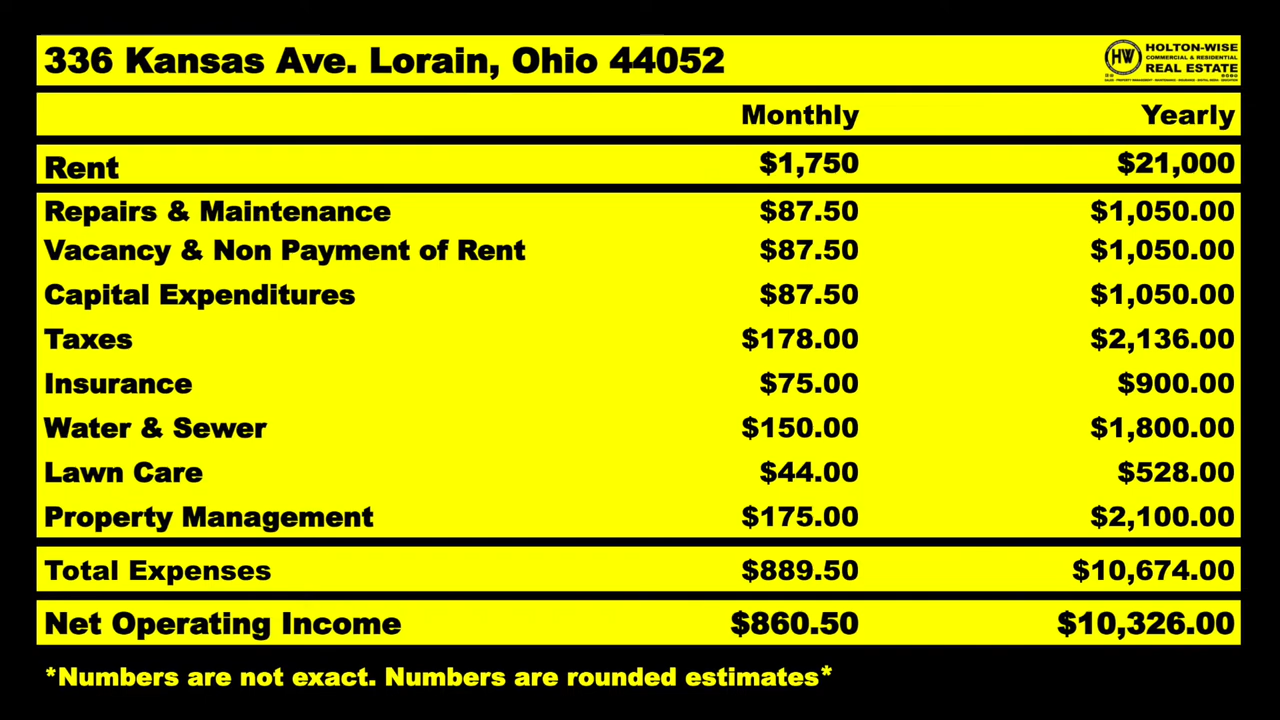 336 Kansas Ave. Lorain, Ohio 44052
HOLTON-WISE
COMMERCIAL & RESIDENTIAL
REAL ESTATE
Monthly Yearly
Rent $1,750 $21,000
Repairs & Maintenance $87.50 $1,050.00
Vacancy & Non Payment of Rent $87.50 $1,050.00
Capital Expenditures $87.50 $1,050.00
Taxes $178.00 $2,136.00
Insurance $75.00 $900.00
Water & Sewer $150.00 $1,800.00
Lawn Care $44.00 $528.00
Property Management $175.00 $2,100.00
Total Expenses $889.50 $10,674.00
Net Operating Income $860.50 $10,326.00
*Numbers are not exact. Numbers are rounded estimates*